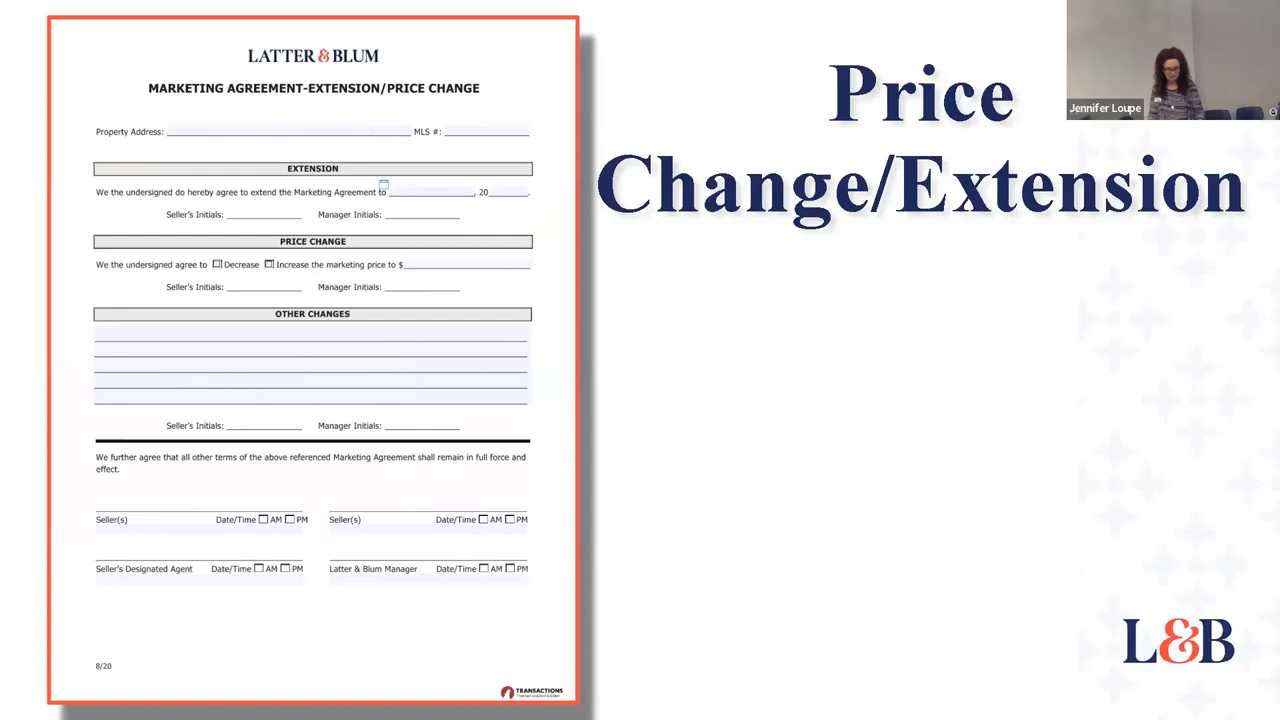 LATTER&BLUM
MARKETING AGREEMENT-EXTENSION/PRICE CHANGE
Property Address: MLS #:
EXTENSION
We the undersigned do hereby agree to extend the Marketing Agreement to , 20 .
Seller's Initials: Manager Initials:
PRICE CHANGE
We the undersigned agree to Decrease Increase the marketing price to $
Seller's Initials: Manager Initials:
OTHER CHANGES
Seller's Initials: Manager Initials:
We further agree that all other terms of the above referenced Marketing Agreement shall remain in full force and
effect.
Seller(s) Date/Time AM PM Seller(s) Date/Time AM PM
Seller's Designated Agent Date/Time AM PM Latter & Blum Manager Date/Time AM PM
8/20
TRANSACTIONS
Price
Change/Extension
Jennifer Loupe
L&B